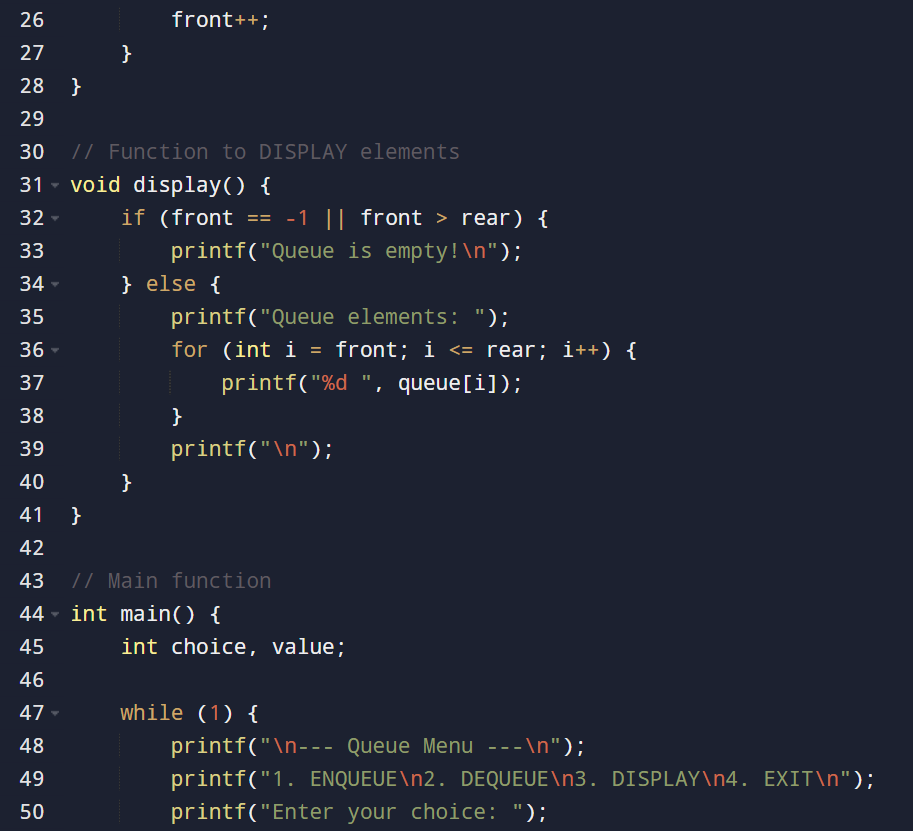 26         front++;
27     }
28 }
29
30 // Function to DISPLAY elements
31 void display() {
32     if (front == -1 || front > rear) {
33         printf("Queue is empty!\n");
34     } else {
35         printf("Queue elements: ");
36         for (int i = front; i <= rear; i++) {
37             printf("%d ", queue[i]);
38         }
39         printf("\n");
40     }
41 }
42
43 // Main function
44 int main() {
45     int choice, value;
46
47     while (1) {
48         printf("\n--- Queue Menu ---\n");
49         printf("1. ENQUEUE\n2. DEQUEUE\n3. DISPLAY\n4. EXIT\n");
50         printf("Enter your choice: ");